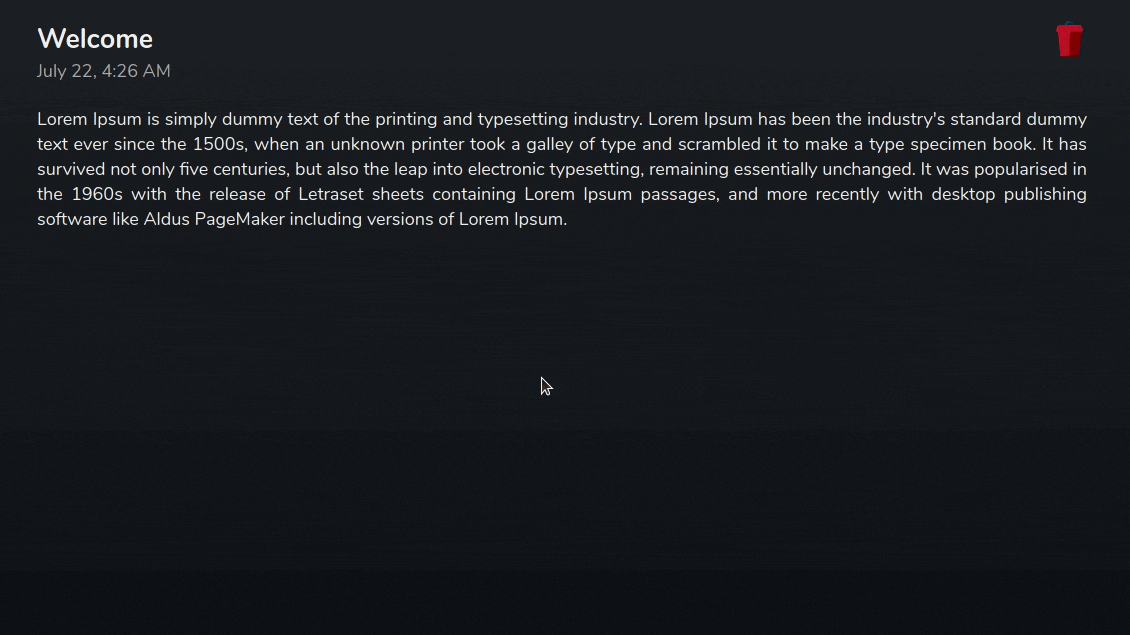 Welcome
July 22, 4:26 AM
Lorem Ipsum is simply dummy text of the printing and typesetting industry. Lorem Ipsum has been the industry's standard dummy
text ever since the 1500s, when an unknown printer took a galley of type and scrambled it to make a type specimen book. It has
survived not only five centuries, but also the leap into electronic typesetting, remaining essentially unchanged. It was popularised in
the 1960s with the release of Letraset sheets containing Lorem Ipsum passages, and more recently with desktop publishing
software like Aldus PageMaker including versions of Lorem Ipsum.